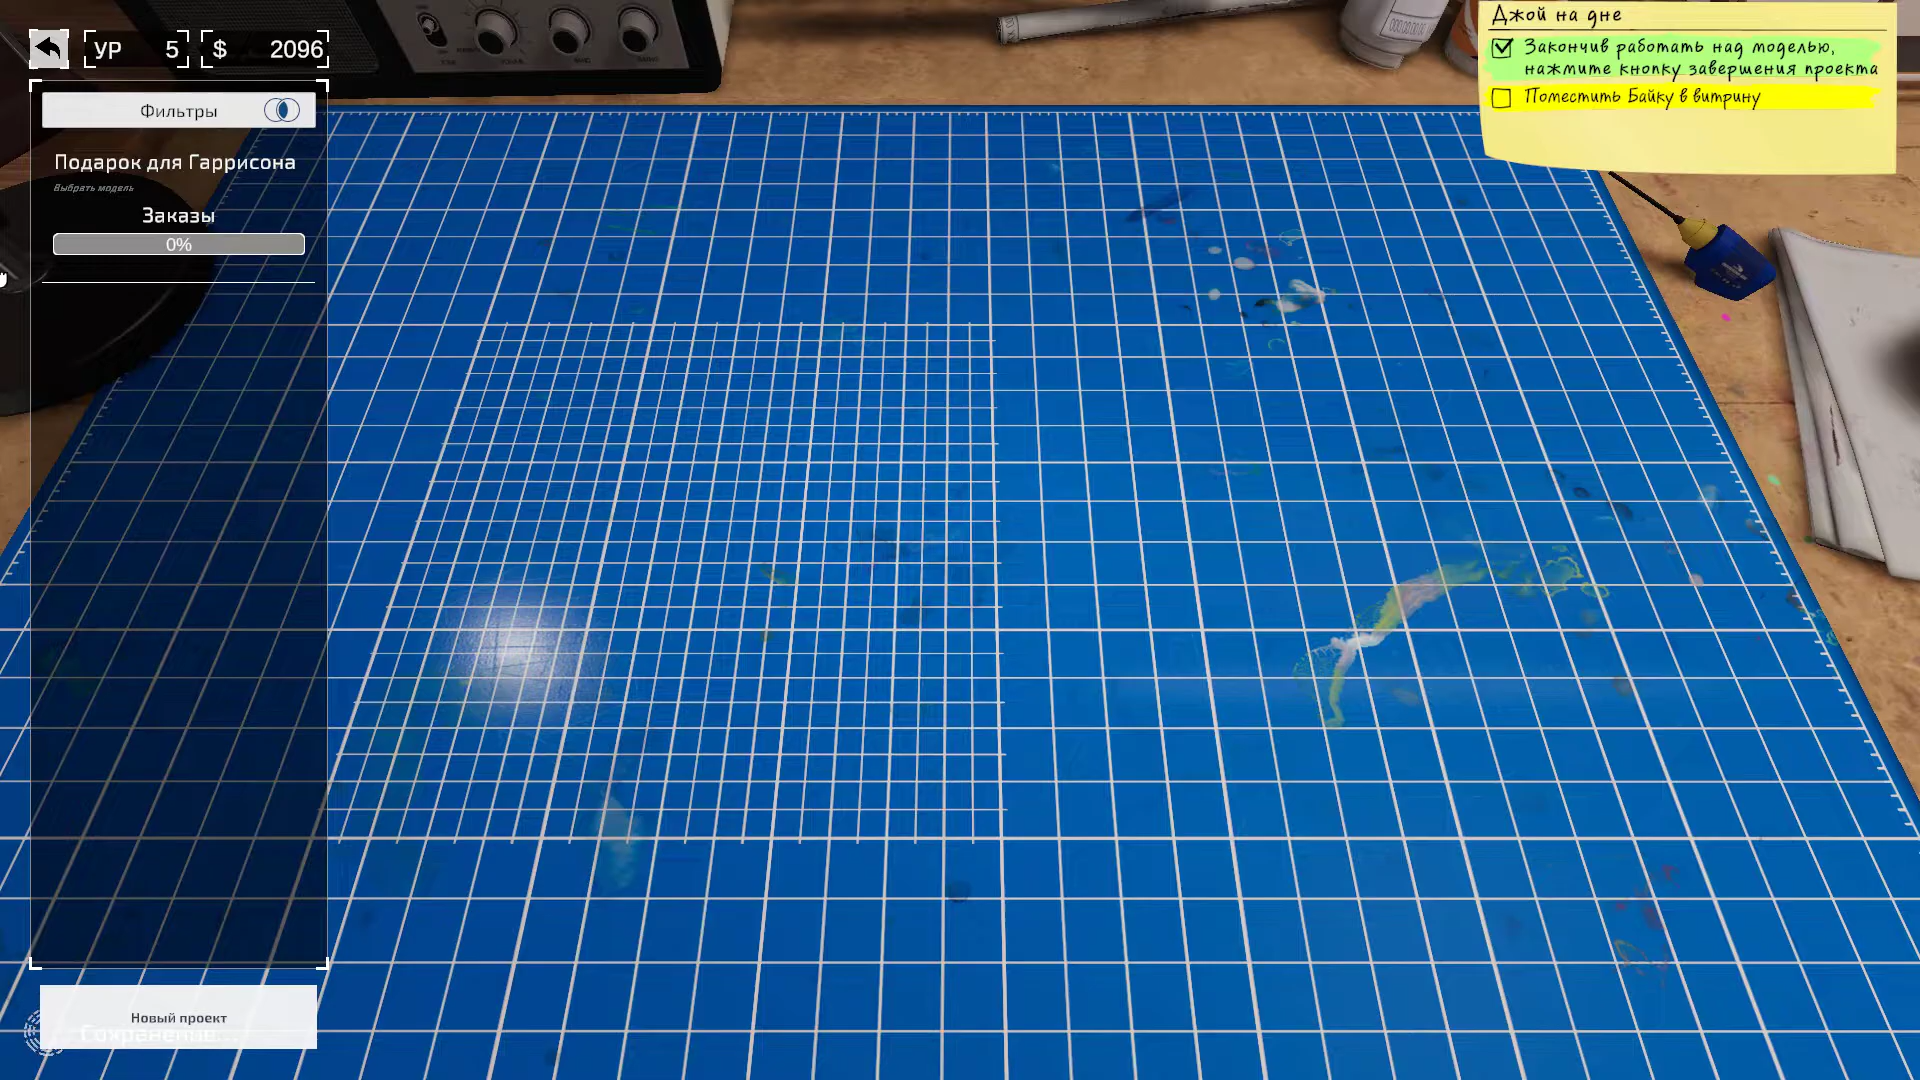 УР 5 $ 2096
Фильтры
Подарок для Гаррисона
Выбрать модель
Заказы
0%
Новый проект
Сохранение...
Джой на дне
Закончив работать над моделью,
нажмите кнопку завершения проекта
Поместить Байку в витрину